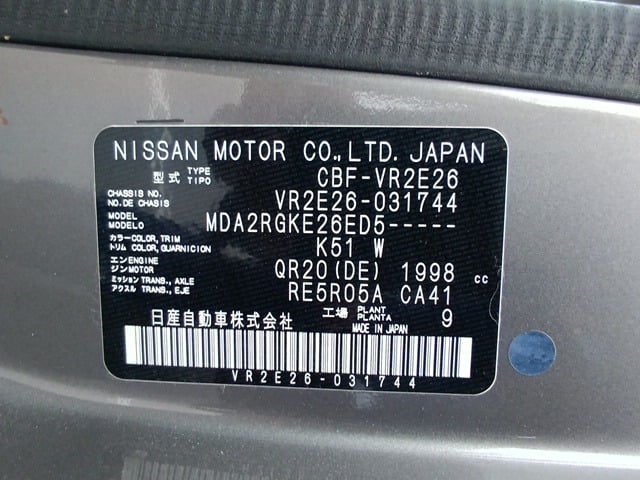 NISSAN MOTOR CO., LTD. JAPAN
型式 TYPE TIPO CBF-VR2E26
CHASSIS NO. NO. DE CHASIS VR2E26-031744
MODEL MODELO MDA2RGKE26ED5-----
カラー COLOR, TRIM トリム COLOR, GUARNICION K51 W
エンジン ENGINE MOTOR QR20(DE) 1998 cc
ミッション TRANS., AXLE アクスル TRANS., EJE RE5R05A CA41
日産自動車株式会社 工場 PLANT PLANTA MADE IN JAPAN 9
VR2E26-031744